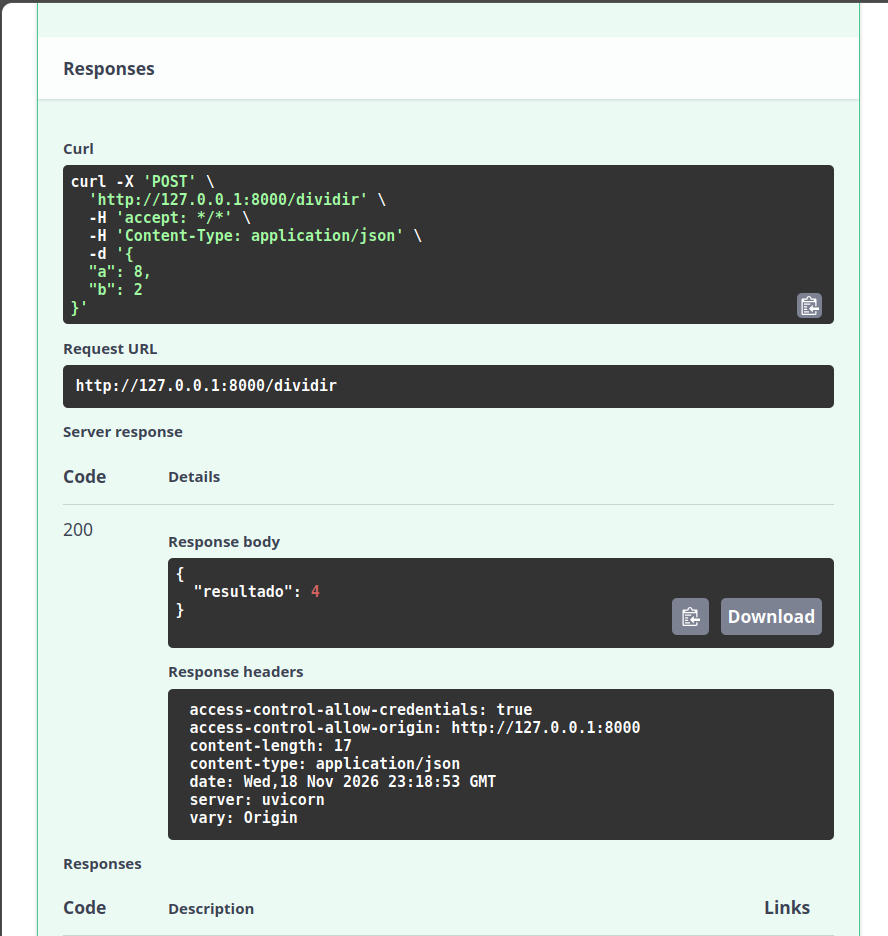 Responses
Curl
curl -X 'POST' \
  'http://127.0.0.1:8000/dividir' \
  -H 'accept: */*' \
  -H 'Content-Type: application/json' \
  -d '{
  "a": 8,
  "b": 2
}'
Request URL
http://127.0.0.1:8000/dividir
Server response
Code Details
200
Response body
{
  "resultado": 4
}
Download
Response headers
access-control-allow-credentials: true
access-control-allow-origin: http://127.0.0.1:8000
content-length: 17
content-type: application/json
date: Wed,18 Nov 2026 23:18:53 GMT
server: uvicorn
vary: Origin
Responses
Code Description Links